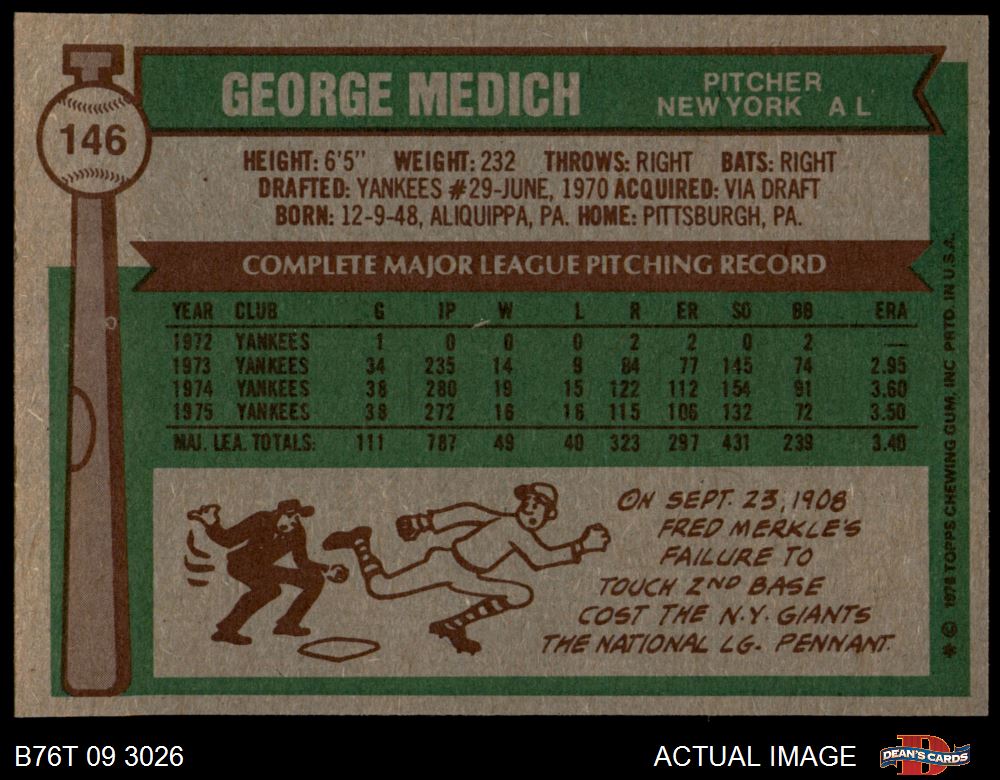 146
GEORGE MEDICH
PITCHER
NEW YORK A L
HEIGHT: 6'5" WEIGHT: 232 THROWS: RIGHT BATS: RIGHT
DRAFTED: YANKEES #29-JUNE, 1970 ACQUIRED: VIA DRAFT
BORN: 12-9-48, ALIQUIPPA, PA. HOME: PITTSBURGH, PA.
COMPLETE MAJOR LEAGUE PITCHING RECORD
YEAR CLUB G IP W L R ER SO BB ERA
1972 YANKEES 1 0 0 0 2 2 0 2 —
1973 YANKEES 34 235 14 9 84 77 145 74 2.95
1974 YANKEES 38 280 19 15 122 112 154 91 3.60
1975 YANKEES 38 272 16 16 115 106 132 72 3.50
MAJ. LEA. TOTALS: 111 787 49 40 323 297 431 239 3.40
ON SEPT. 23, 1908
FRED MERKLE'S
FAILURE TO
TOUCH 2ND BASE
COST THE N.Y. GIANTS
THE NATIONAL LG. PENNANT.
* © 1976 TOPPS CHEWING GUM, INC. PRTD. IN U.S.A.
B76T 09 3026
ACTUAL IMAGE
DEAN'S CARDS